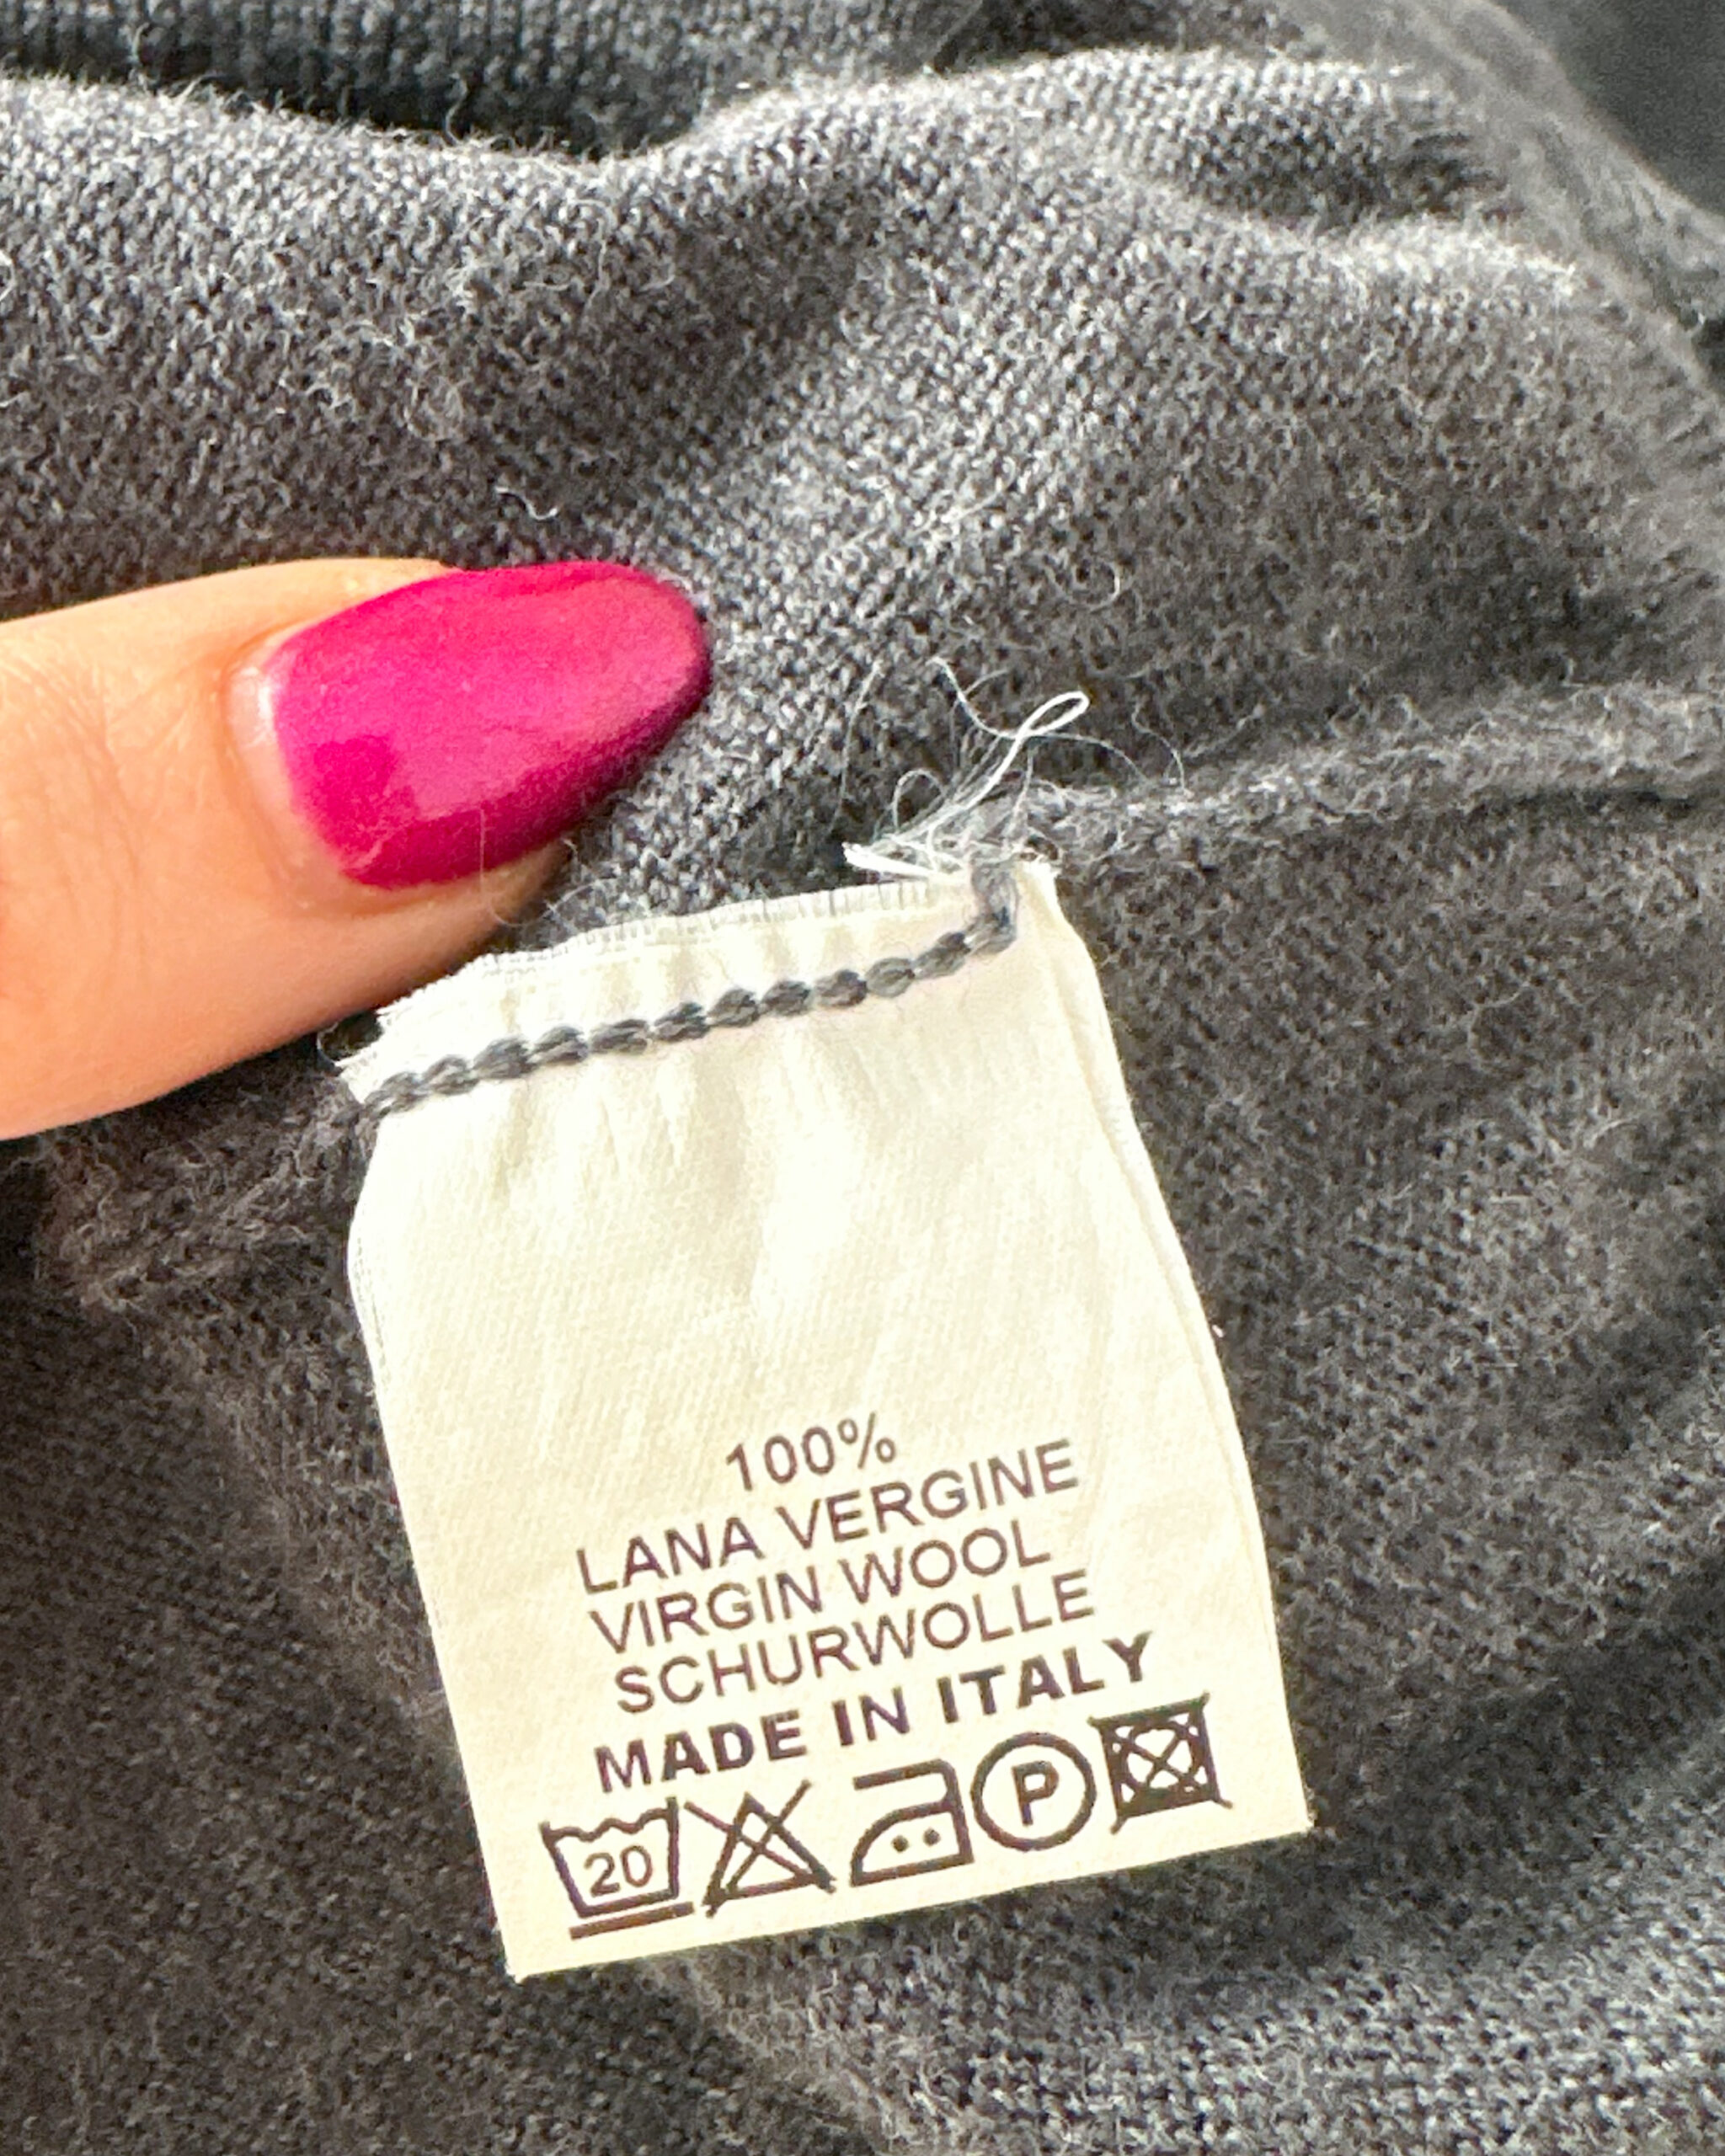 100%
LANA VERGINE
VIRGIN WOOL
SCHURWOLLE
MADE IN ITALY
20 P